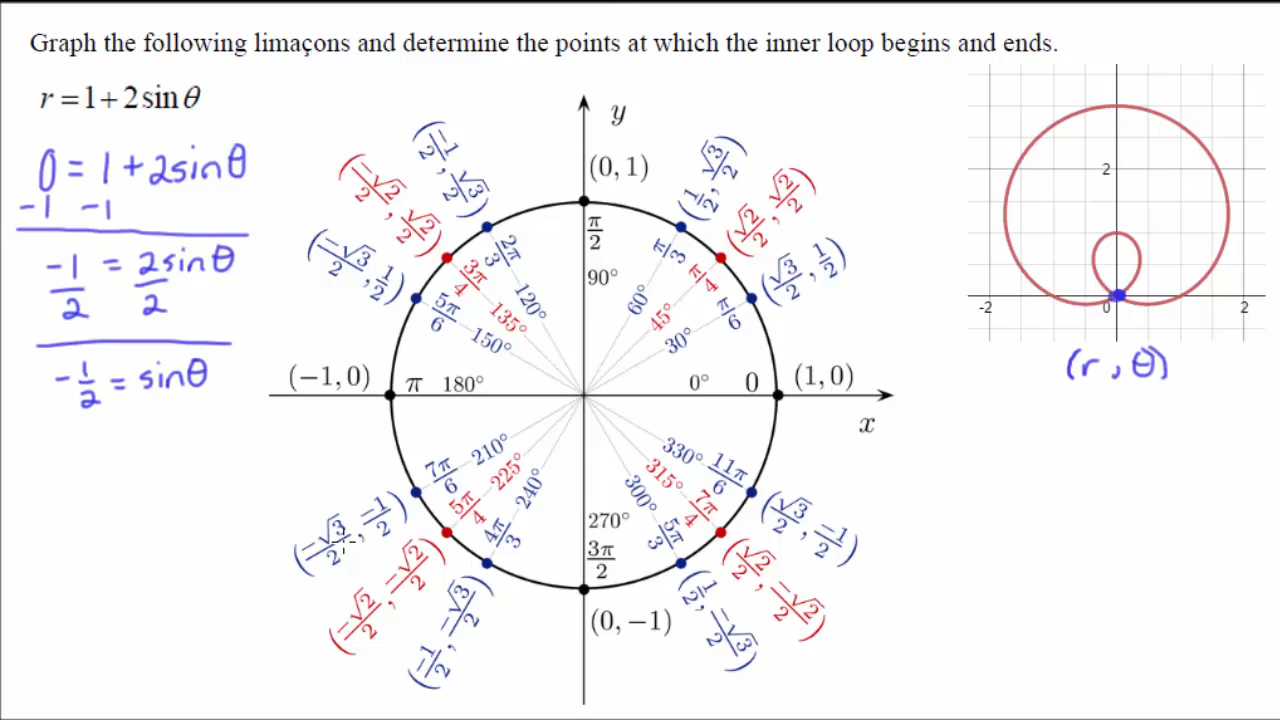 Graph the following limaçons and determine the points at which the inner loop begins and ends.
r = 1 + 2 sin θ
0 = 1 + 2sinθ
-1 -1
-1/2 = 2sinθ/2
-1/2 = sinθ
y
(0, 1)
π/2
90°
(1/2, √3/2)
π/3
60°
(√2/2, √2/2)
π/4
45°
(√3/2, 1/2)
π/6
30°
(-1/2, √3/2)
2π/3
120°
(-√2/2, √2/2)
3π/4
135°
(-√3/2, 1/2)
5π/6
150°
(-1, 0)
π
180°
0°
0
(1, 0)
x
210°
7π/6
(-√3/2, -1/2)
225°
5π/4
(-√2/2, -√2/2)
240°
4π/3
(-1/2, -√3/2)
270°
3π/2
(0, -1)
300°
5π/3
(1/2, -√3/2)
315°
7π/4
(√2/2, -√2/2)
330°
11π/6
(√3/2, -1/2)
2
-2
0
2
(r, θ)